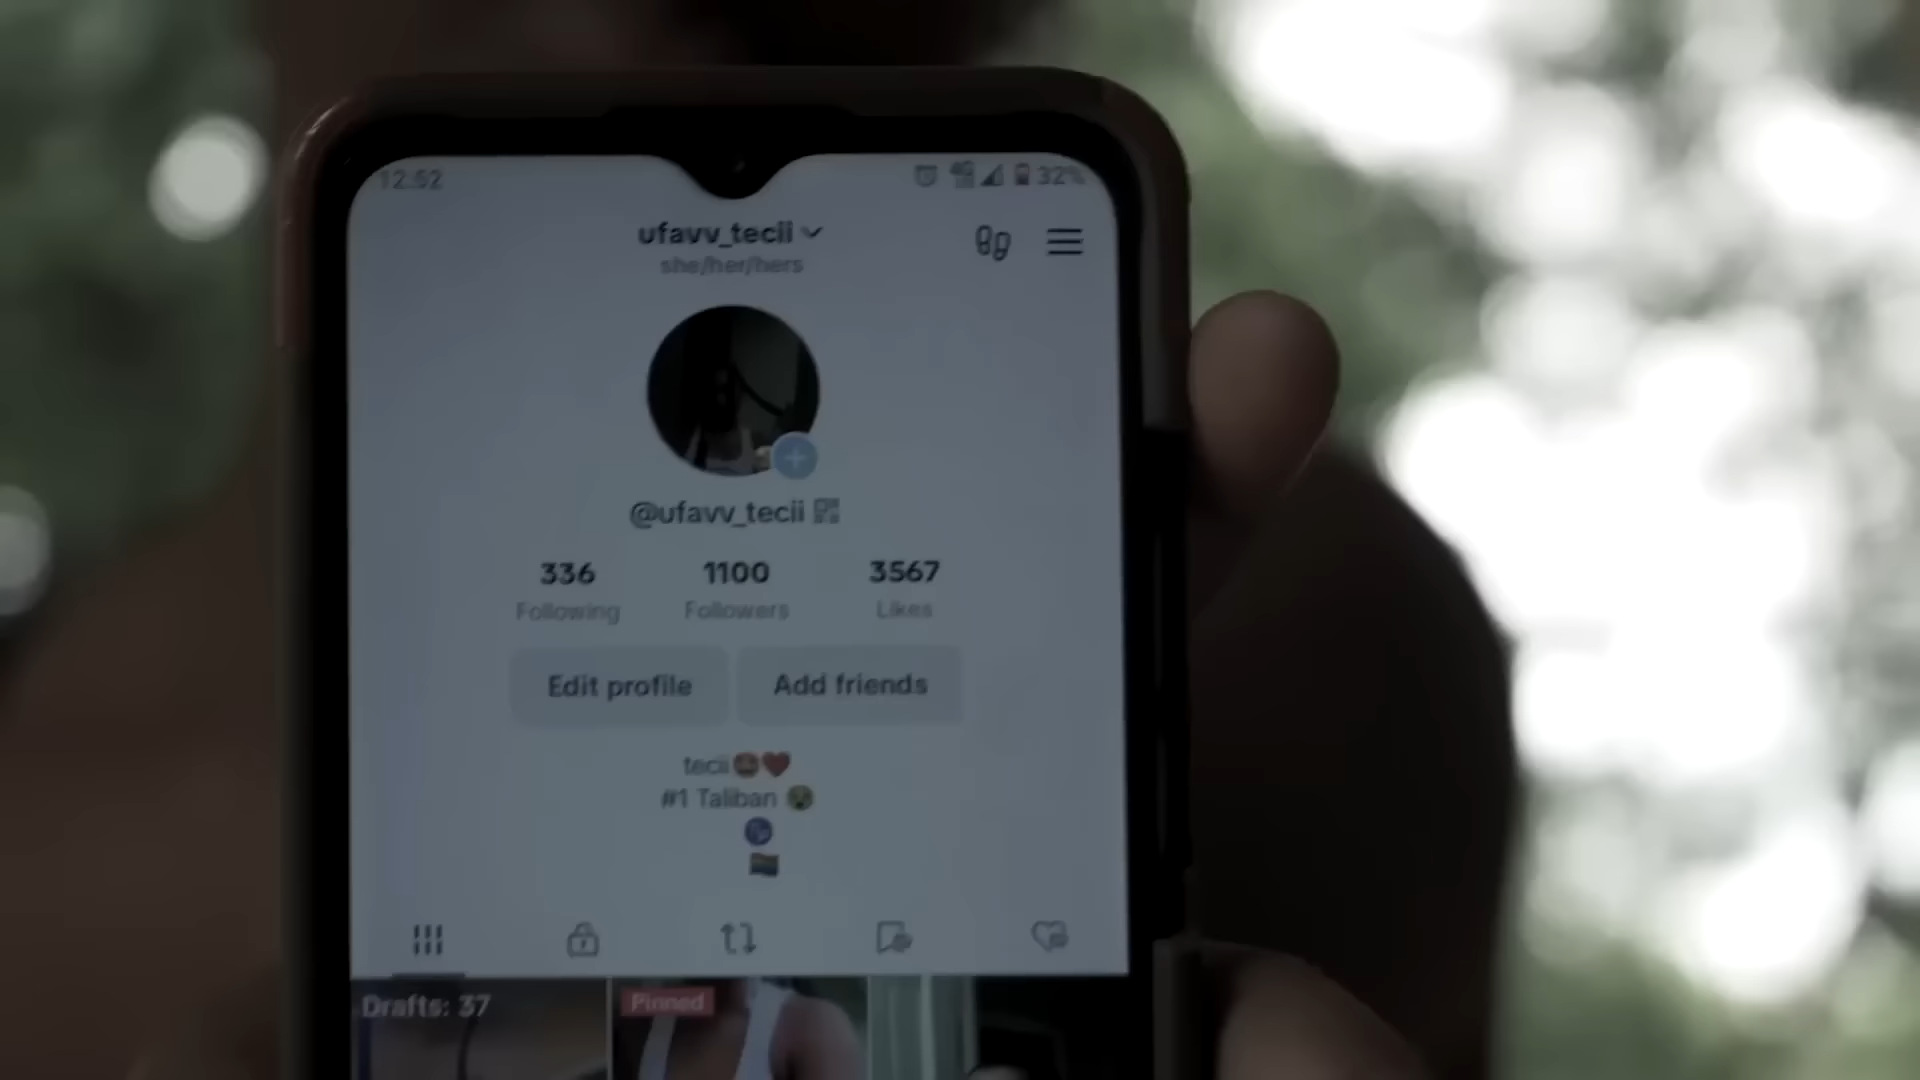 12:52
32%
ufavv_tecii
she/her/hers
@ufavv_tecii
336 1100 3567
Following Followers Likes
Edit profile Add friends
tecii🤩❤️
#1 Taliban 😵
♑
🏳️‍🌈
Drafts: 37
Pinned